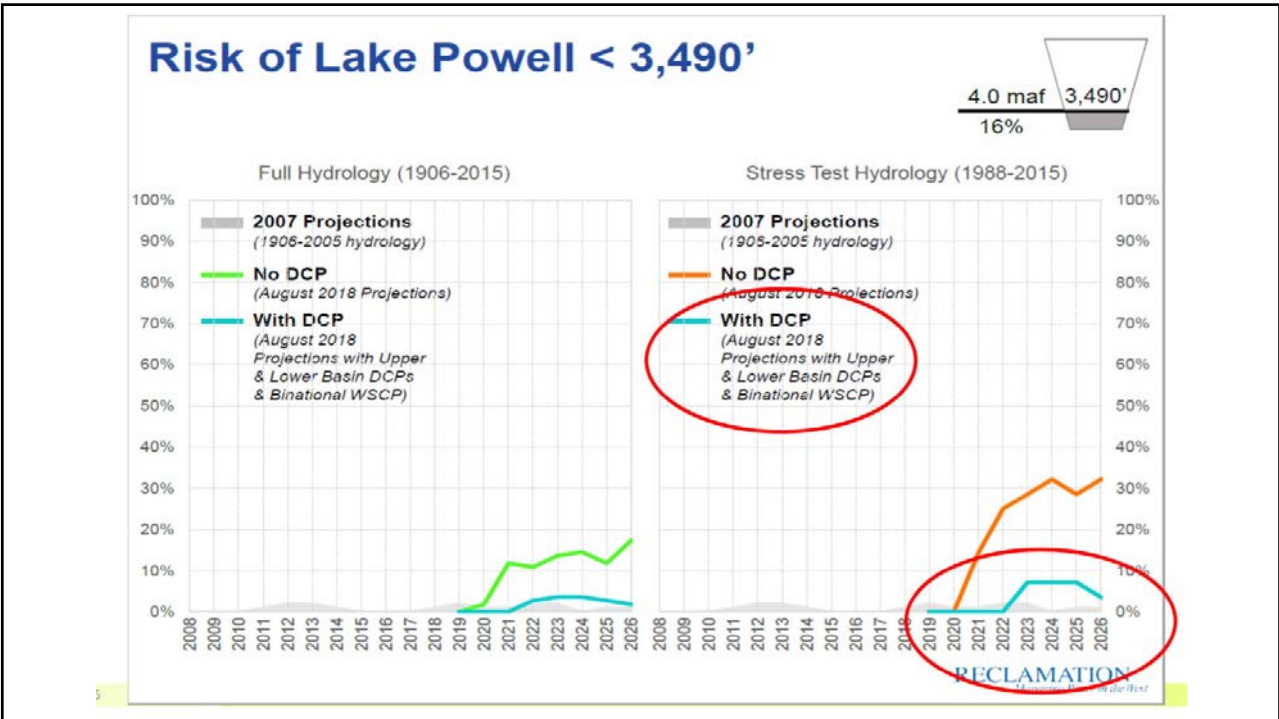 Risk of Lake Powell < 3,490’
4.0 maf
3,490'
16%
Full Hydrology (1906-2015)
100%
90%
80%
70%
60%
50%
40%
30%
20%
10%
0%
2007 Projections
(1906-2005 hydrology)
No DCP
(August 2018 Projections)
With DCP
(August 2018
Projections with Upper
& Lower Basin DCPs
& Binational WSCP)
2008
2009
2010
2011
2012
2013
2014
2015
2016
2017
2018
2019
2020
2021
2022
2023
2024
2025
2026
Stress Test Hydrology (1988-2015)
2007 Projections
(1906-2005 hydrology)
No DCP
(August 2018 Projections)
With DCP
(August 2018
Projections with Upper
& Lower Basin DCPs
& Binational WSCP)
100%
90%
80%
70%
60%
50%
40%
30%
20%
10%
0%
2008
2009
2010
2011
2012
2013
2014
2015
2016
2017
2018
2019
2020
2021
2022
2023
2024
2025
2026
RECLAMATION
Managing Water in the West